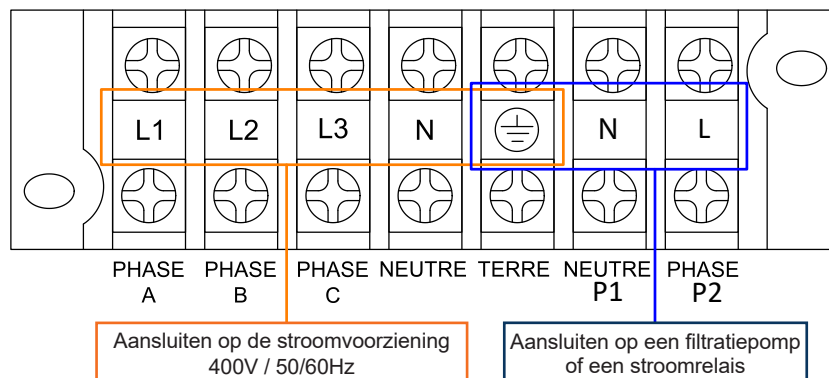 L1 L2 L3 N N L
PHASE PHASE PHASE NEUTRE TERRE NEUTRE PHASE
A B C P1 P2
Aansluiten op de stroomvoorziening
400V / 50/60Hz
Aansluiten op een filtratiepomp
of een stroomrelais